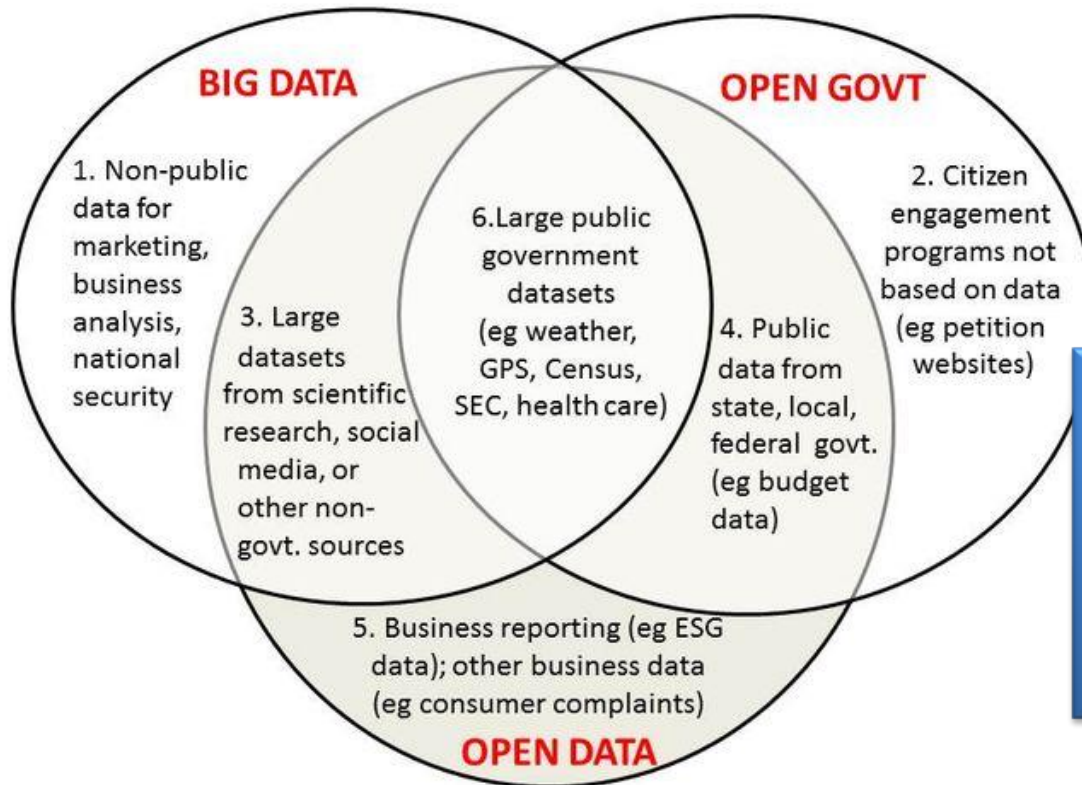 BIG DATA
OPEN GOVT
1. Non-public
data for
marketing,
business
analysis,
national
security
2. Citizen
engagement
programs not
based on data
(eg petition
websites)
6.Large public
government
datasets
(eg weather,
GPS, Census,
SEC, health care)
3. Large
datasets
from scientific
research, social
media, or
other non-
govt. sources
4. Public
data from
state, local,
federal govt.
(eg budget
data)
5. Business reporting (eg ESG
data); other business data
(eg consumer complaints)
OPEN DATA